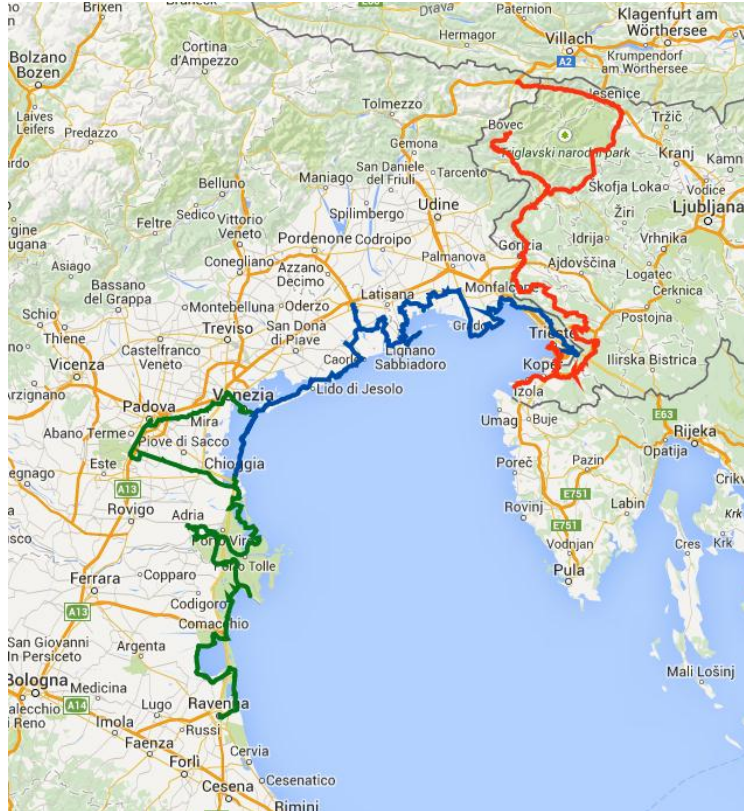 Brixen
Drava
Paternion
Klagenfurt am
Wörthersee
Hermagor
Villach
A2
Krumpendorf
am Wörthersee
Bolzano
Bozen
Cortina
d'Ampezzo
Jesenice
Laives
Leifers
Predazzo
Tolmezzo
Bovec
Tržič
Gemona
Triglavski narodni park
Kranj
Kamn
San Daniele
del Friuli
Tarcento
Belluno
Maniago
Škofja Loka
Vodice
Sedico
Vittorio
Veneto
Spilimbergo
Udine
Žiri
Ljubljana
Feltre
Pordenone
Codroipo
Gorizia
Idrija
Vrhnika
Asiago
Conegliano
Azzano
Decimo
Palmanova
Ajdovščina
Logatec
Bassano
del Grappa
Montebelluna
Oderzo
Latisana
Monfalcone
Cerknica
Schio
Thiene
Treviso
San Donà
di Piave
Grado
Trieste
Postojna
Castelfranco
Veneto
Caorle
Lignano
Sabbiadoro
Koper
Ilirska Bistrica
Vicenza
Arzignano
Venezia
Lido di Jesolo
Izola
Padova
Mira
Umag
Buje
E63
Rijeka
Abano Terme
Piove di Sacco
Opatija
Este
Chioggia
Poreč
Pazin
A13
E751
Rovigo
Adria
Rovinj
Labin
Krk
E751
Porto Viro
Vodnjan
Cres
Krk
Porto Tolle
Pula
Ferrara
Copparo
A13
Codigoro
Comacchio
San Giovanni
in Persiceto
Argenta
Mali Lošinj
Bologna
Medicina
A14
Lugo
Ravenna
Imola
Russi
Faenza
Cervia
Forlì
Cesenatico
Cesena
Rimini